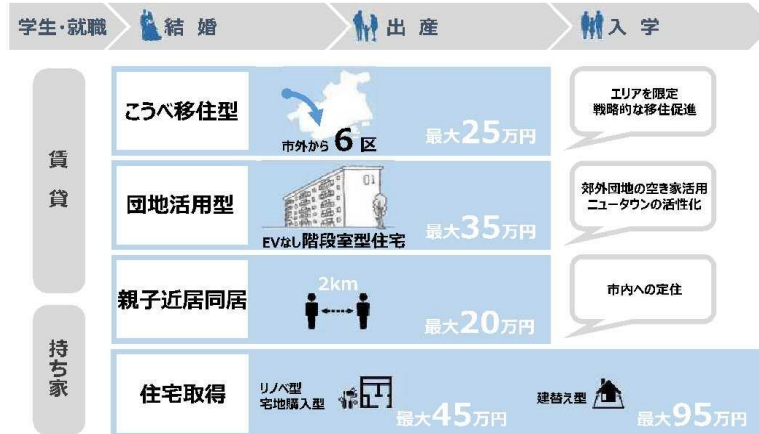 学生・就職
結 婚
出 産
入 学
賃貸
こうべ移住型
市外から 6 区
最大25万円
エリアを限定
戦略的な移住促進
団地活用型
01
EVなし階段室型住宅
最大35万円
郊外団地の空き家活用
ニュータウンの活性化
親子近居同居
2km
最大20万円
市内への定住
持ち家
住宅取得
リノベ型
宅地購入型
最大45万円
建替え型
最大95万円